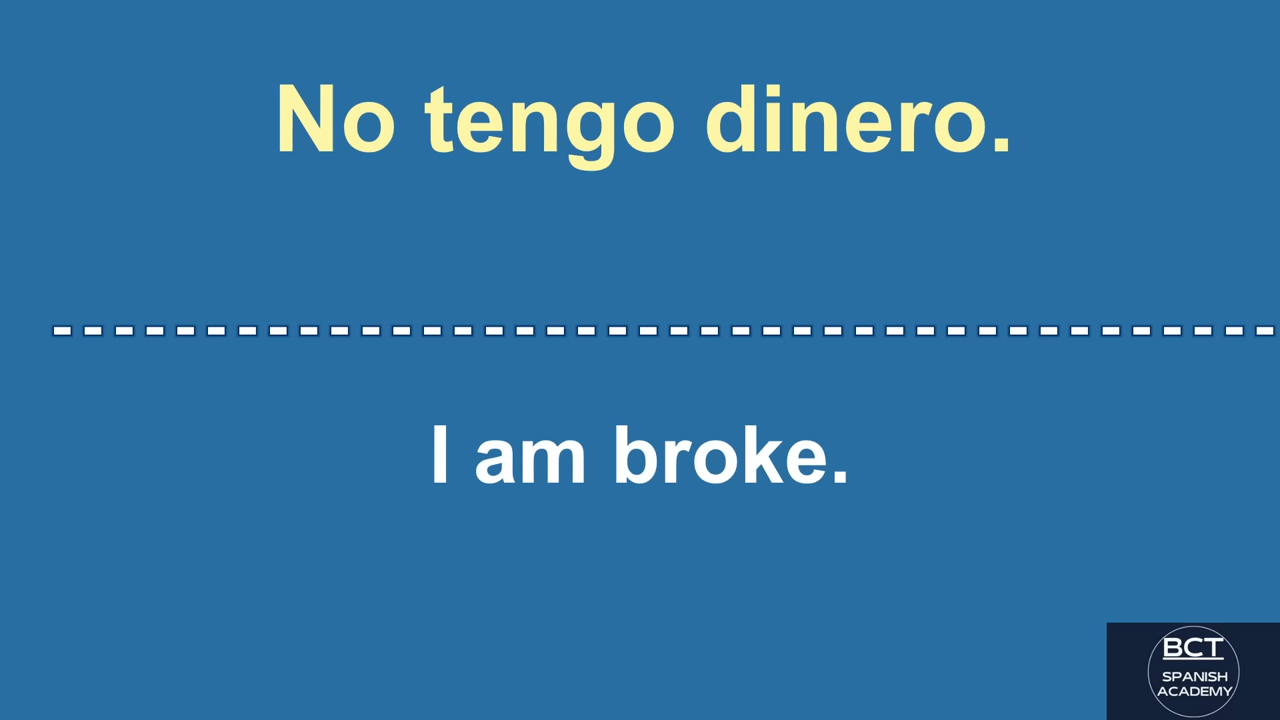 No tengo dinero.
I am broke.
BCT
SPANISH
ACADEMY